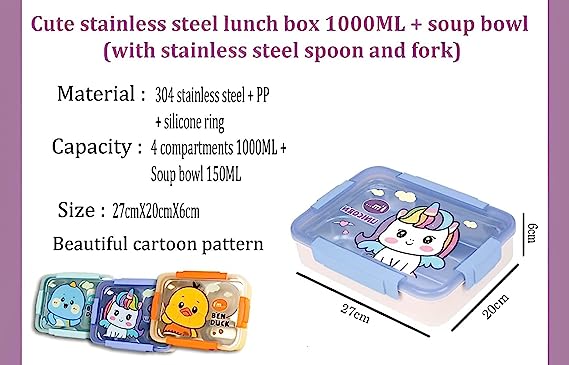 Cute stainless steel lunch box 1000ML + soup bowl
(with stainless steel spoon and fork)
Material : 304 stainless steel + PP
+ silicone ring
Capacity : 4 compartments 1000ML +
Soup bowl 150ML
Size : 27cmX20cmX6cm
Beautiful cartoon pattern
UNICORN
6cm
20cm
27cm
BEN
DUCK